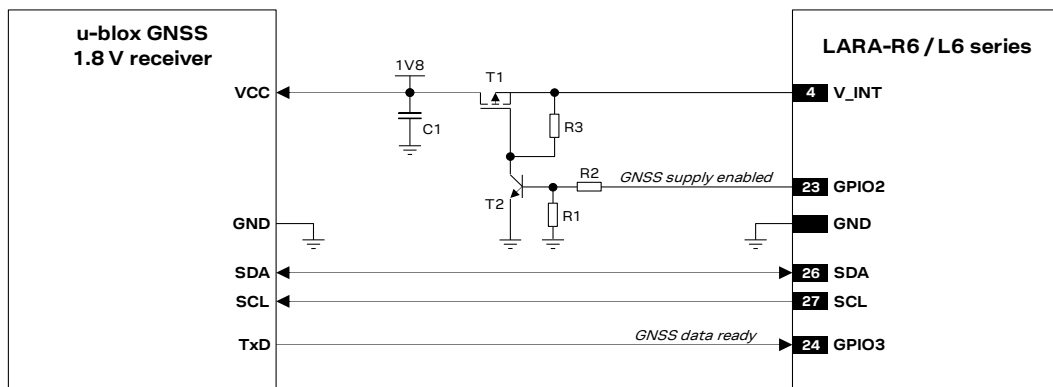 u-blox GNSS
1.8 V receiver
LARA-R6 / L6 series
1V8
T1
VCC
4 V_INT
C1
R3
R2
GNSS supply enabled
23 GPIO2
T2
R1
GND
GND
SDA
26 SDA
SCL
27 SCL
TxD
GNSS data ready
24 GPIO3